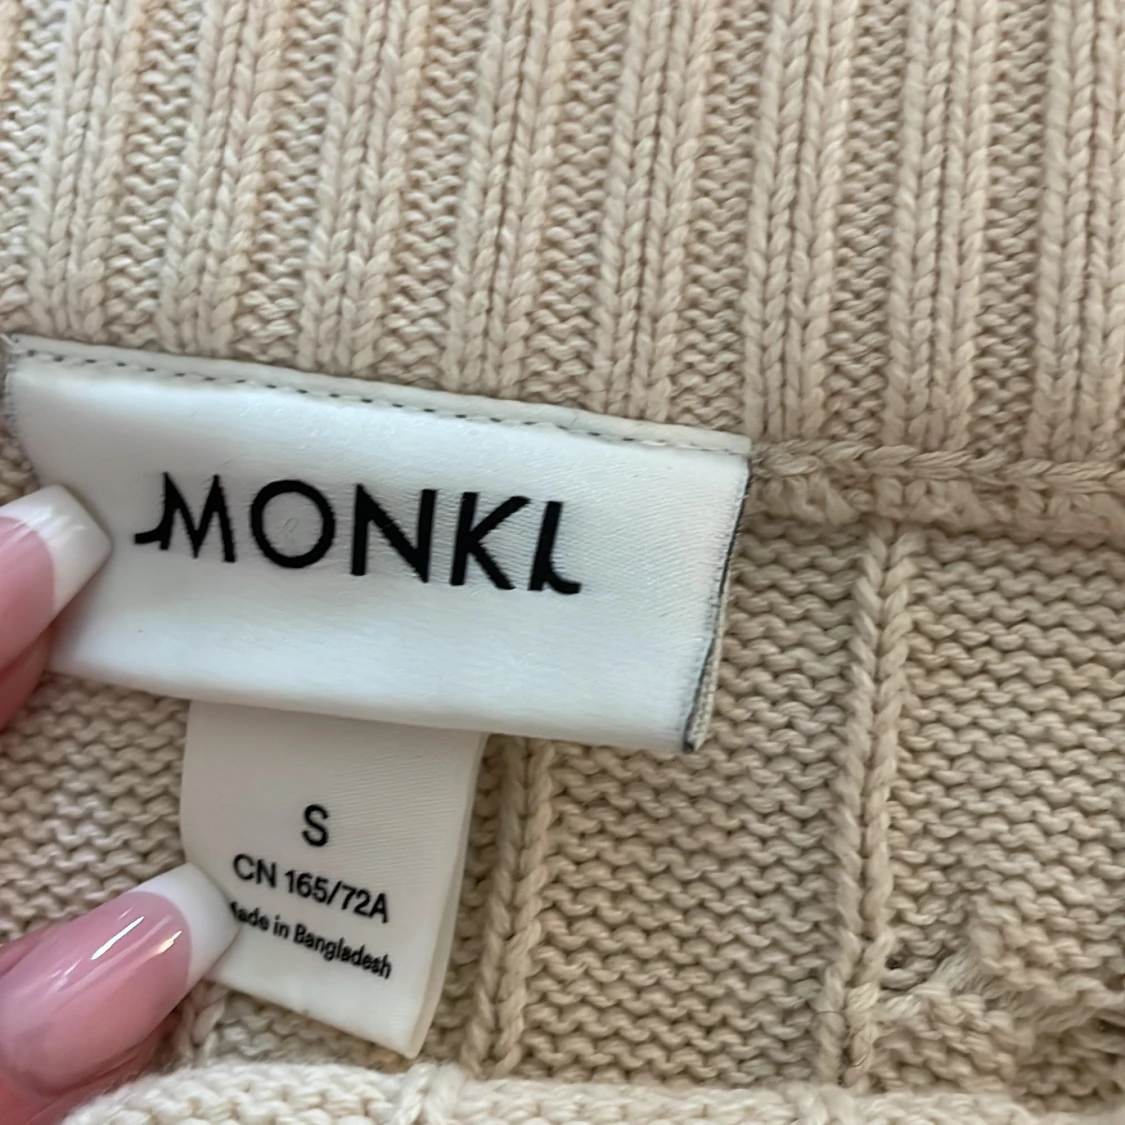 MONKI
S
CN 165/72A
Made in Bangladesh